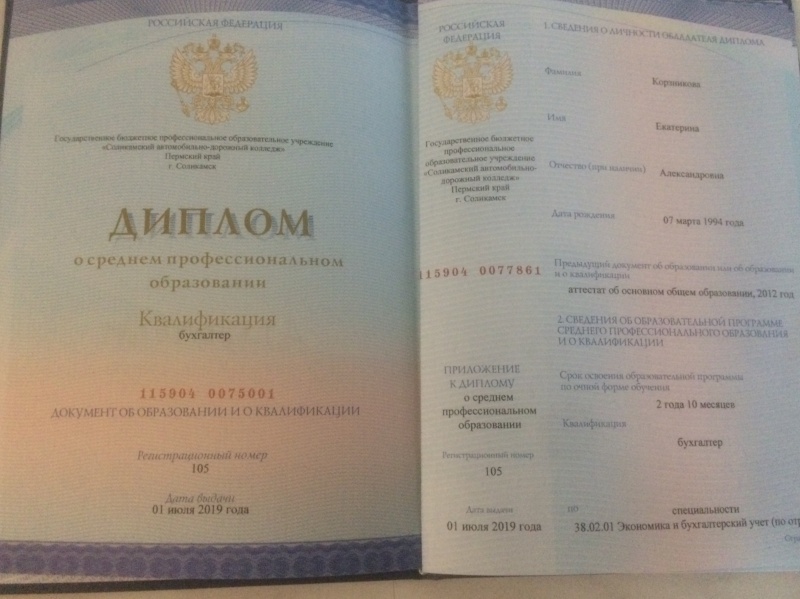 РОССИЙСКАЯ ФЕДЕРАЦИЯ
Государственное бюджетное профессиональное образовательное учреждение
«Соликамский автомобильно-дорожный колледж»
Пермский край
г. Соликамск
ДИПЛОМ
о среднем профессиональном
образовании
Квалификация
бухгалтер
115904 0075001
ДОКУМЕНТ ОБ ОБРАЗОВАНИИ И О КВАЛИФИКАЦИИ
Регистрационный номер
105
Дата выдачи
01 июля 2019 года
РОССИЙСКАЯ
ФЕДЕРАЦИЯ
Государственное бюджетное
профессиональное
образовательное учреждение
«Соликамский автомобильно-
дорожный колледж»
Пермский край
г. Соликамск
115904 0077861
ПРИЛОЖЕНИЕ
К ДИПЛОМУ
о среднем
профессиональном
образовании
Регистрационный номер
105
Дата выдачи
01 июля 2019 года
1. СВЕДЕНИЯ О ЛИЧНОСТИ ОБЛАДАТЕЛЯ ДИПЛОМА
Фамилия
Корзникова
Имя
Екатерина
Отчество (при наличии)
Александровна
Дата рождения
07 марта 1994 года
Предыдущий документ об образовании или об образовании
и о квалификации
аттестат об основном общем образовании, 2012 год
2. СВЕДЕНИЯ ОБ ОБРАЗОВАТЕЛЬНОЙ ПРОГРАММЕ
СРЕДНЕГО ПРОФЕССИОНАЛЬНОГО ОБРАЗОВАНИЯ
И О КВАЛИФИКАЦИИ
Срок освоения образовательной программы
по очной форме обучения
2 года 10 месяцев
Квалификация
бухгалтер
по специальности
38.02.01 Экономика и бухгалтерский учет (по отр